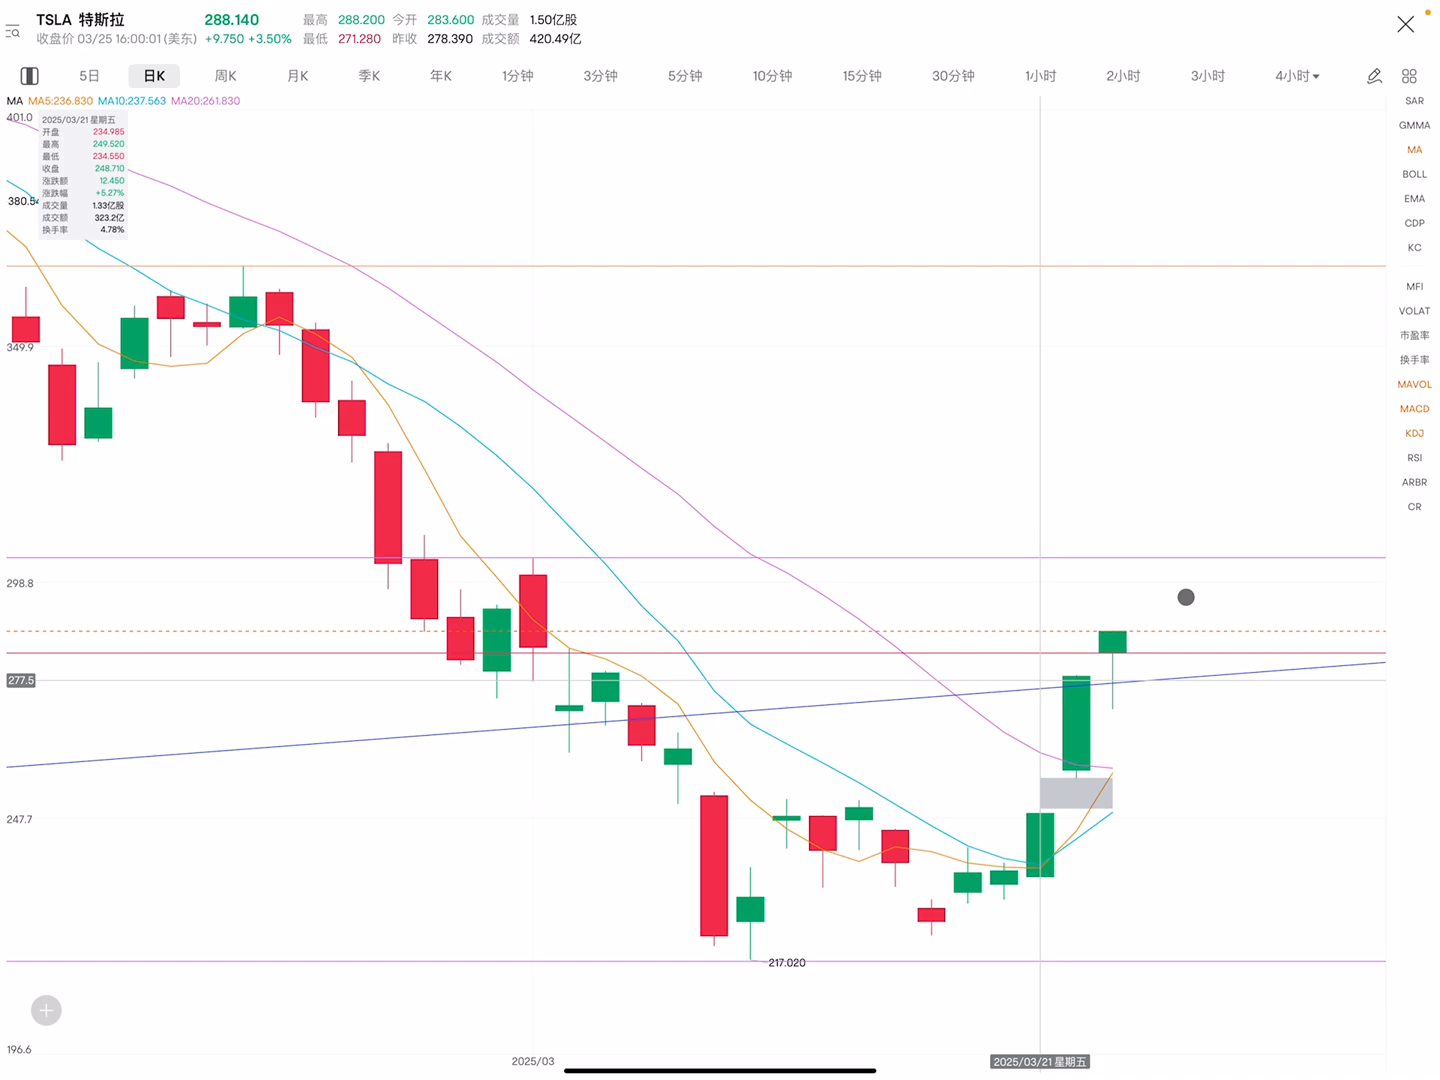 TSLA 特斯拉 288.140 最高 288.200 今开 283.600 成交量 1.50亿股
收盘价 03/25 16:00:01 (美东) +9.750 +3.50% 最低 271.280 昨收 278.390 成交额 420.49亿
5日 日K 周K 月K 季K 年K 1分钟 3分钟 5分钟 10分钟 15分钟 30分钟 1小时 2小时 3小时 4小时
MA MA5:236.830 MA10:237.563 MA20:261.830
401.0
2025/03/21 星期五
开盘 234.985
最高 249.520
最低 234.550
收盘 248.710
涨跌额 12.450
涨跌幅 +5.27%
成交量 1.33亿股
成交额 323.2亿
换手率 4.78%
380.54
349.9
298.8
277.5
247.7
217.020
196.6
2025/03
2025/03/21 星期五
SAR
GMMA
MA
BOLL
EMA
CDP
KC
MFI
VOLAT
市盈率
换手率
MAVOL
MACD
KDJ
RSI
ARBR
CR